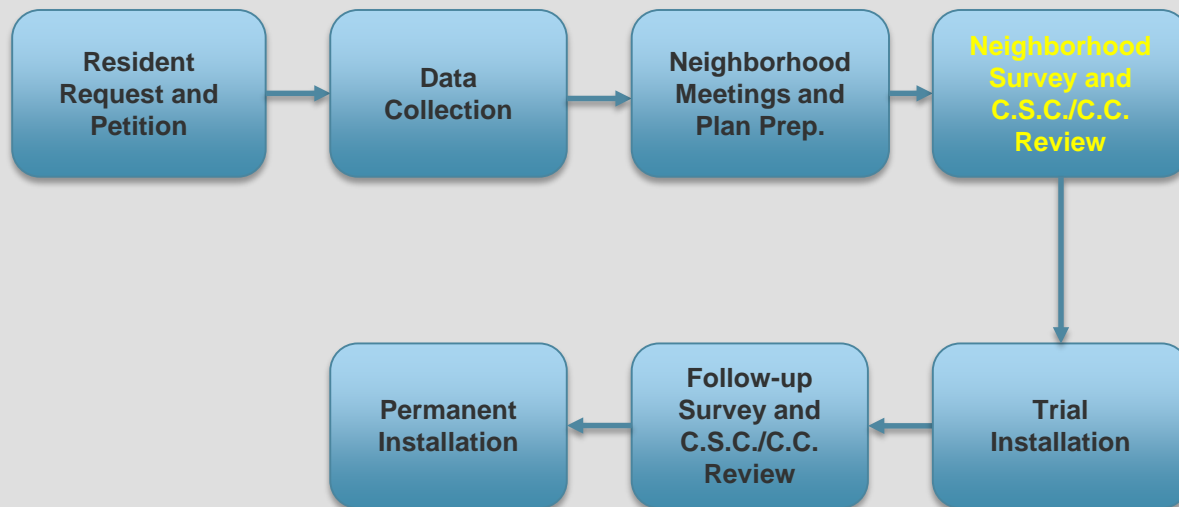 Resident
Request and
Petition
Data
Collection
Neighborhood
Meetings and
Plan Prep.
Neighborhood
Survey and
C.S.C./C.C.
Review
Trial
Installation
Follow-up
Survey and
C.S.C./C.C.
Review
Permanent
Installation